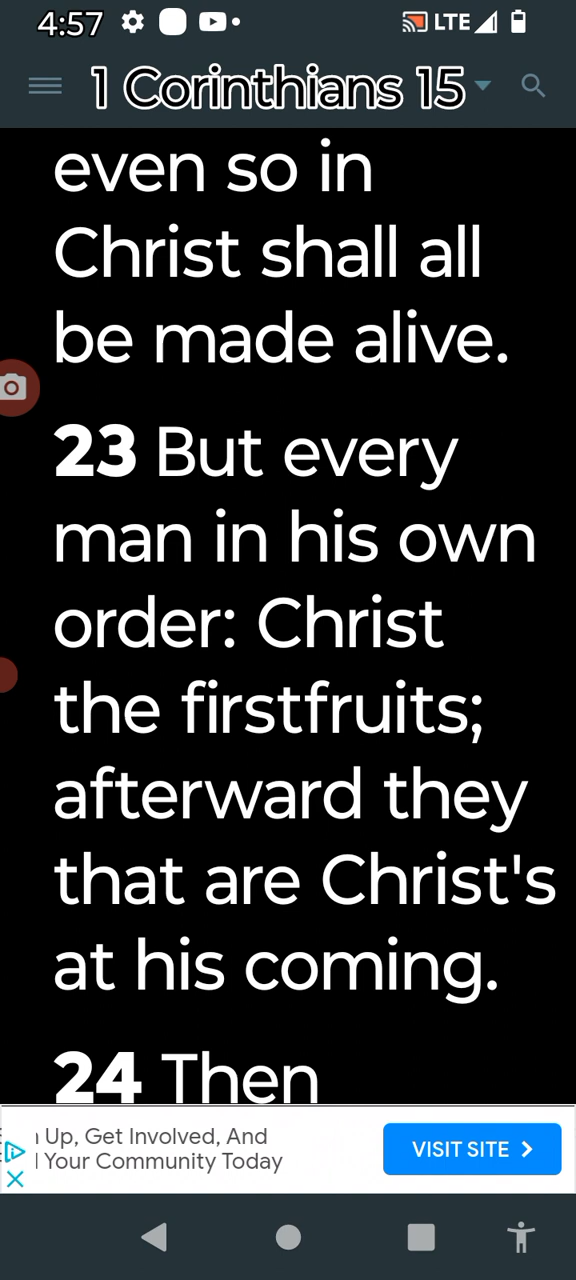 4:57
LTE
1 Corinthians 15
even so in
Christ shall all
be made alive.
23 But every
man in his own
order: Christ
the firstfruits;
afterward they
that are Christ's
at his coming.
24 Then
Up, Get Involved, And
Your Community Today
VISIT SITE